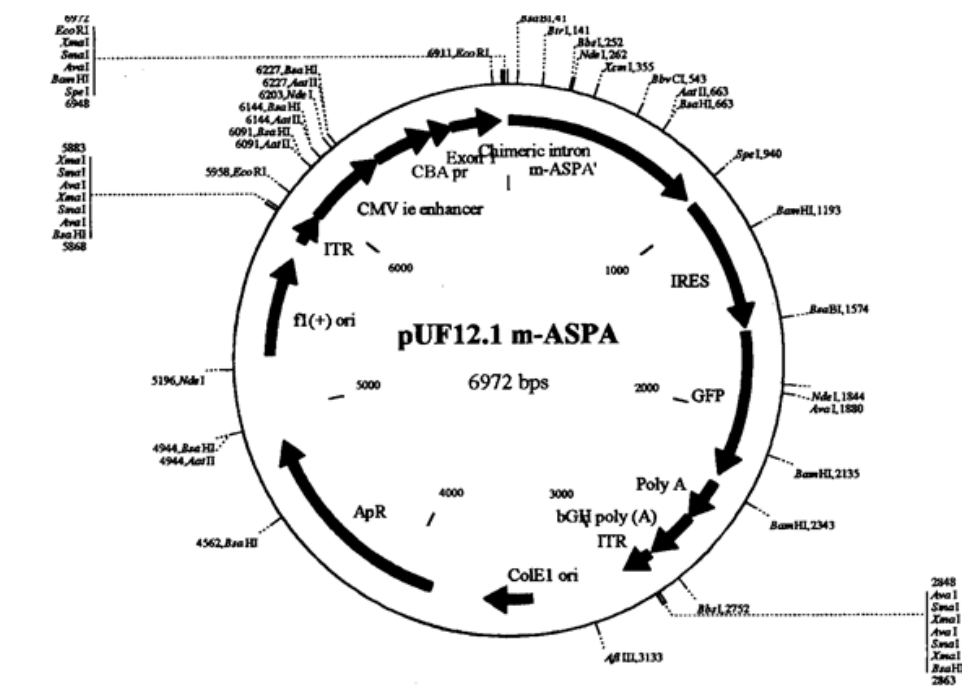 6972
EcoRI
XmaI
SmaI
AvaI
BamHI
SpeI
6948
6911,EcoRI
BsaBI,41
BtrI,141
BbsI,252
NdeI,262
XcmI,355
BbvCI,543
AatII,663
BsaHI,663
SpeI,940
BamHI,1193
BsaBI,1574
NdeI,1844
AvaI,1880
BamHI,2135
BamHI,2343
2848
AvaI
SmaI
XmaI
AvaI
SmaI
XmaI
BsaHI
2863
BbsI,2752
AflIII,3133
4562,BsaHI
4944,BsaHI
4944,AatII
5196,NdeI
5883
XmaI
SmaI
AvaI
XmaI
SmaI
AvaI
BsaHI
5868
5958,EcoRI
6227,BsaHI
6227,AatII
6203,NdeI
6144,BsaHI
6144,AatII
6091,BsaHI
6091,AatII
Exon 1
Chimeric intron
m-ASPA'
CBA pr
CMV ie enhancer
ITR
f1(+) ori
IRES
GFP
Poly A
bGH poly (A)
ITR
ColE1 ori
ApR
6000
1000
5000
2000
4000
3000
pUF12.1 m-ASPA
6972 bps